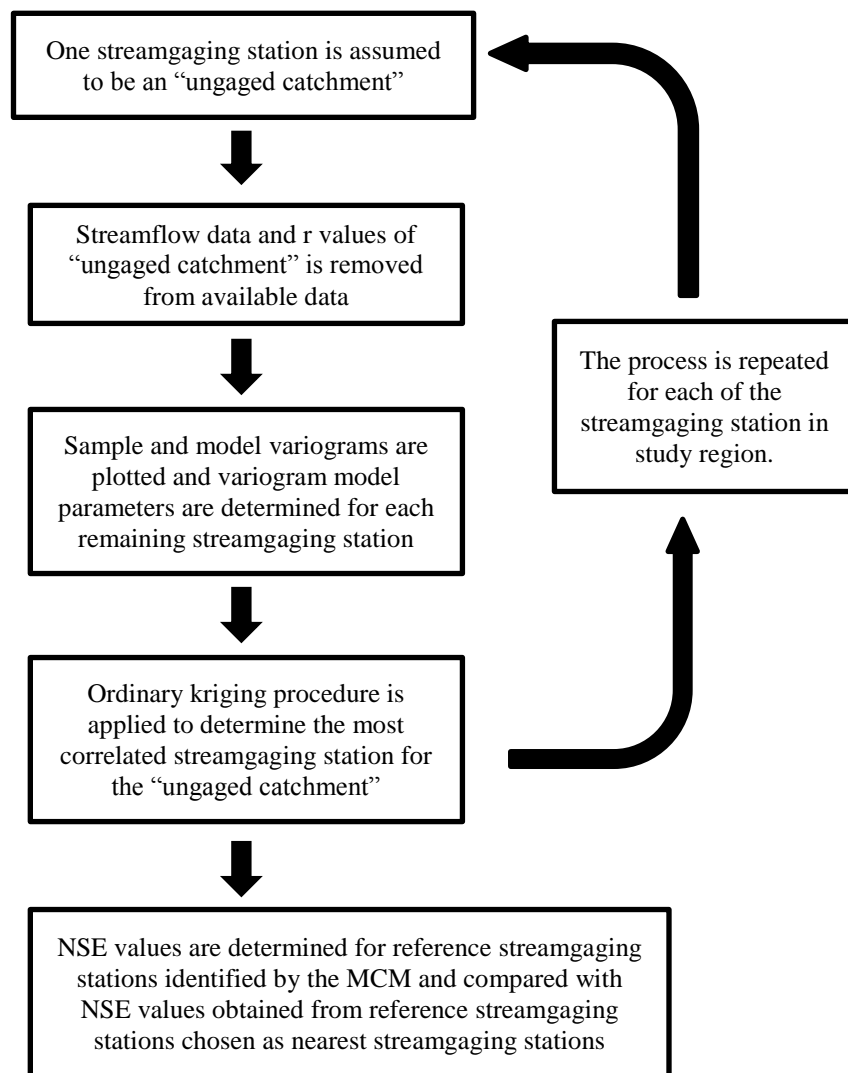 One streamgaging station is assumed
to be an “ungaged catchment”
Streamflow data and r values of
“ungaged catchment” is removed
from available data
Sample and model variograms are
plotted and variogram model
parameters are determined for each
remaining streamgaging station
Ordinary kriging procedure is
applied to determine the most
correlated streamgaging station for
the “ungaged catchment”
The process is repeated
for each of the
streamgaging station in
study region.
NSE values are determined for reference streamgaging
stations identified by the MCM and compared with
NSE values obtained from reference streamgaging
stations chosen as nearest streamgaging stations